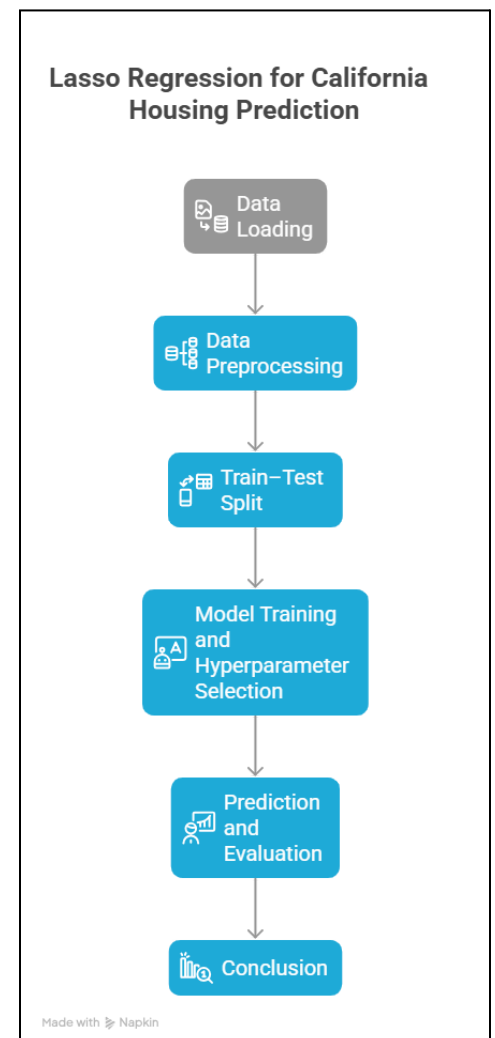 Lasso Regression for California
Housing Prediction
Data
Loading
Data
Preprocessing
Train–Test
Split
Model Training
and
Hyperparameter
Selection
Prediction
and
Evaluation
Conclusion
Made with Napkin